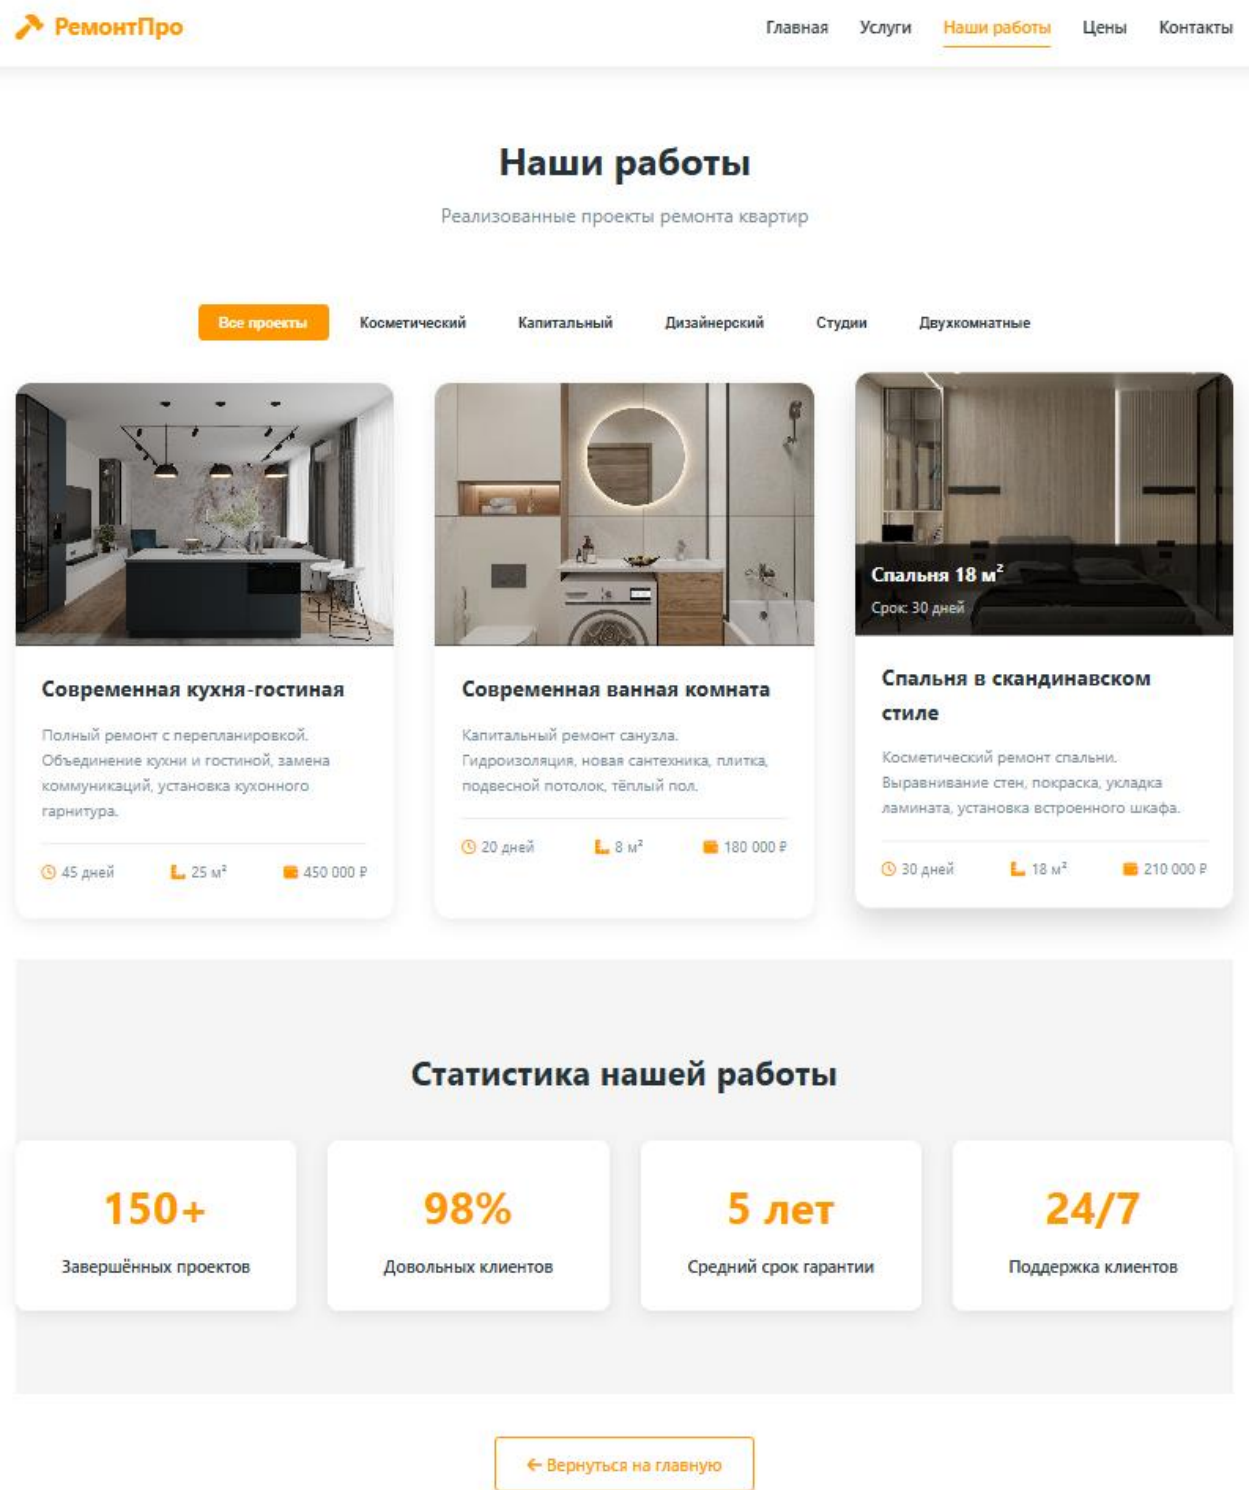 РемонтПро
Главная Услуги Наши работы Цены Контакты
Наши работы
Реализованные проекты ремонта квартир
Все проекты Косметический Капитальный Дизайнерский Студии Двухкомнатные
Современная кухня-гостиная
Полный ремонт с перепланировкой.
Объединение кухни и гостиной, замена
коммуникаций, установка кухонного
гарнитура.
45 дней 25 м² 450 000 ₽
Современная ванная комната
Капитальный ремонт санузла.
Гидроизоляция, новая сантехника, плитка,
подвесной потолок, тёплый пол.
20 дней 8 м² 180 000 ₽
Спальня 18 м²
Срок: 30 дней
Спальня в скандинавском
стиле
Косметический ремонт спальни.
Выравнивание стен, покраска, укладка
ламината, установка встроенного шкафа.
30 дней 18 м² 210 000 ₽
Статистика нашей работы
150+
Завершённых проектов
98%
Довольных клиентов
5 лет
Средний срок гарантии
24/7
Поддержка клиентов
← Вернуться на главную